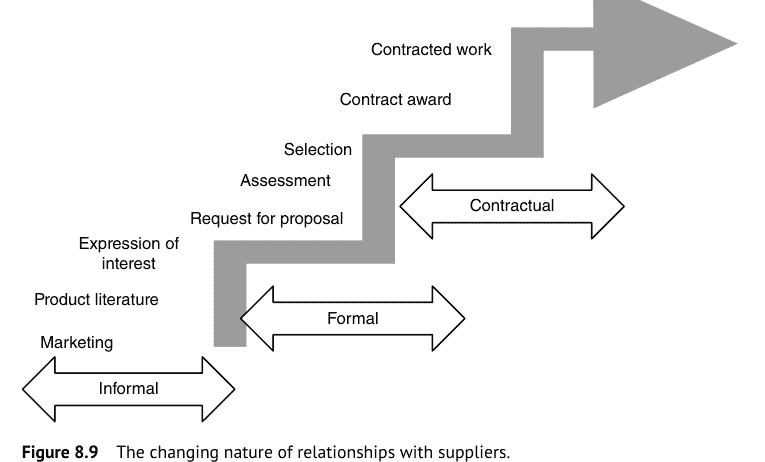 Contracted work
Contract award
Selection
Assessment
Contractual
Request for proposal
Expression of
interest
Product literature
Formal
Marketing
Informal
Figure 8.9 The changing nature of relationships with suppliers.